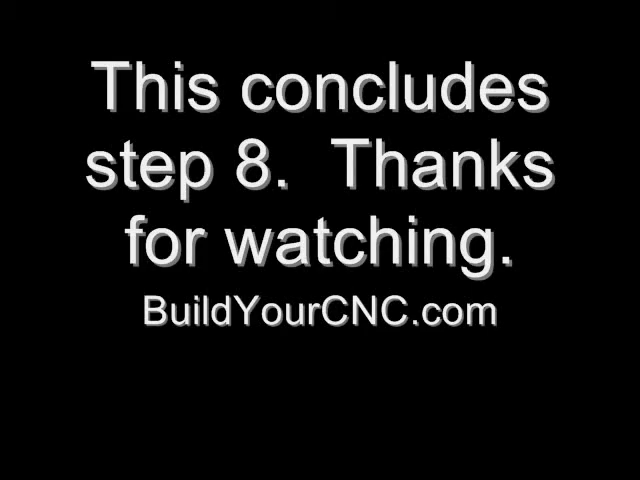 This concludes
step 8.  Thanks
for watching.
BuildYourCNC.com